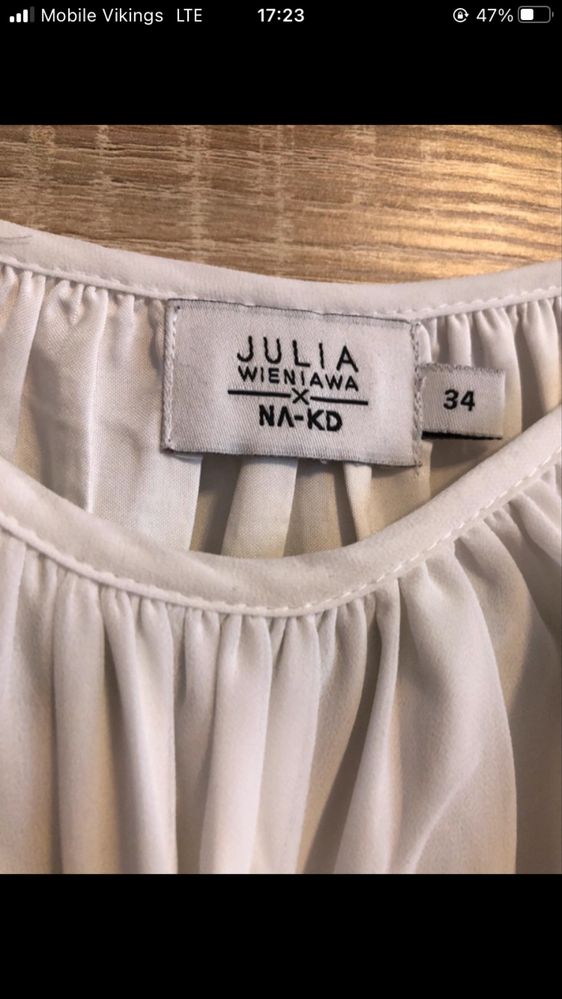 Mobile Vikings LTE 17:23 47%
JULIA
WIENIAWA
X
NA-KD
34